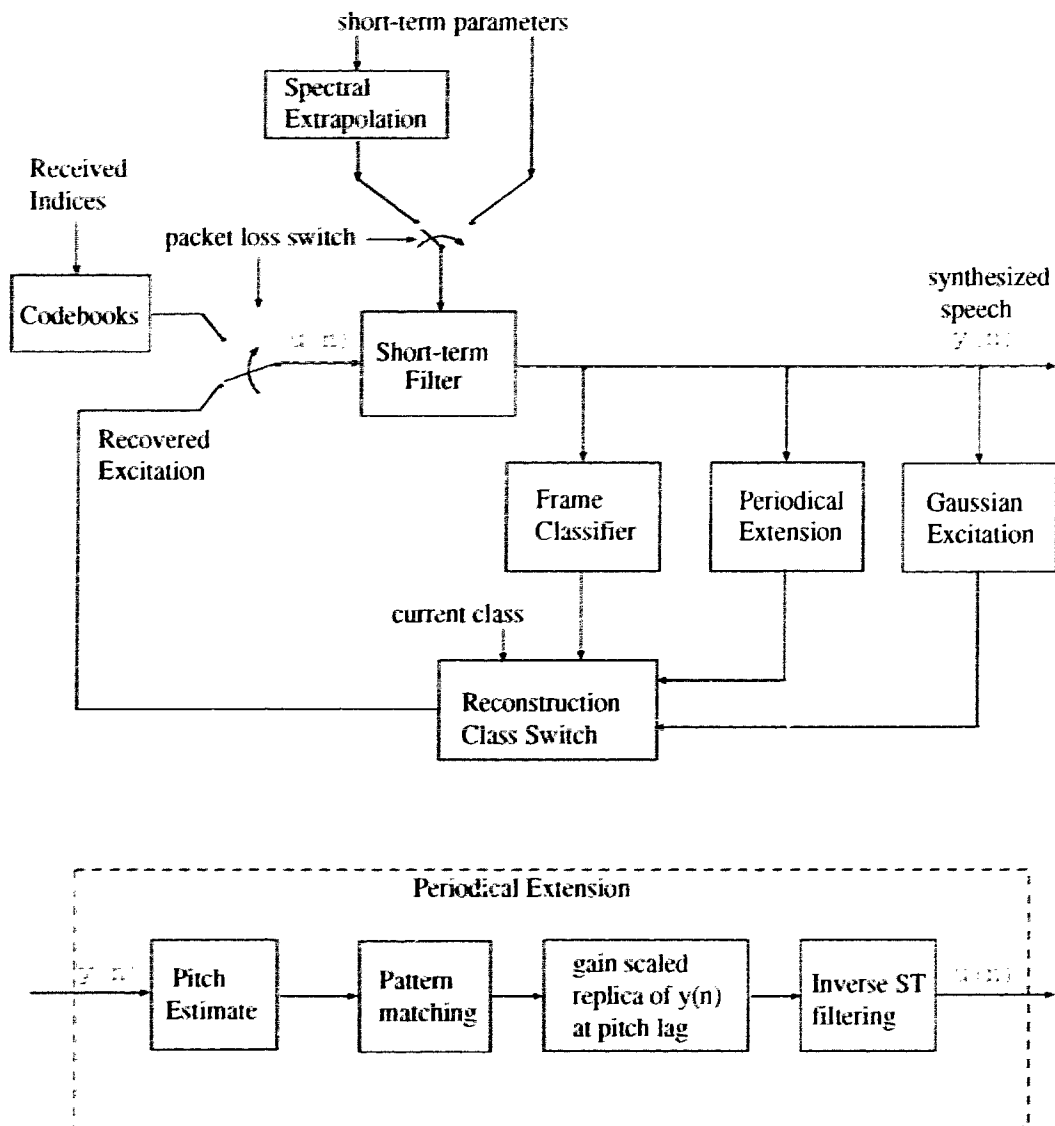 short-term parameters
Spectral
Extrapolation
Received
Indices
packet loss switch
Codebooks
Short-term
Filter
synthesized
speech
Recovered
Excitation
Frame
Classifier
Periodical
Extension
Gaussian
Excitation
current class
Reconstruction
Class Switch
Periodical Extension
Pitch
Estimate
Pattern
matching
gain scaled
replica of y(n)
at pitch lag
Inverse ST
filtering